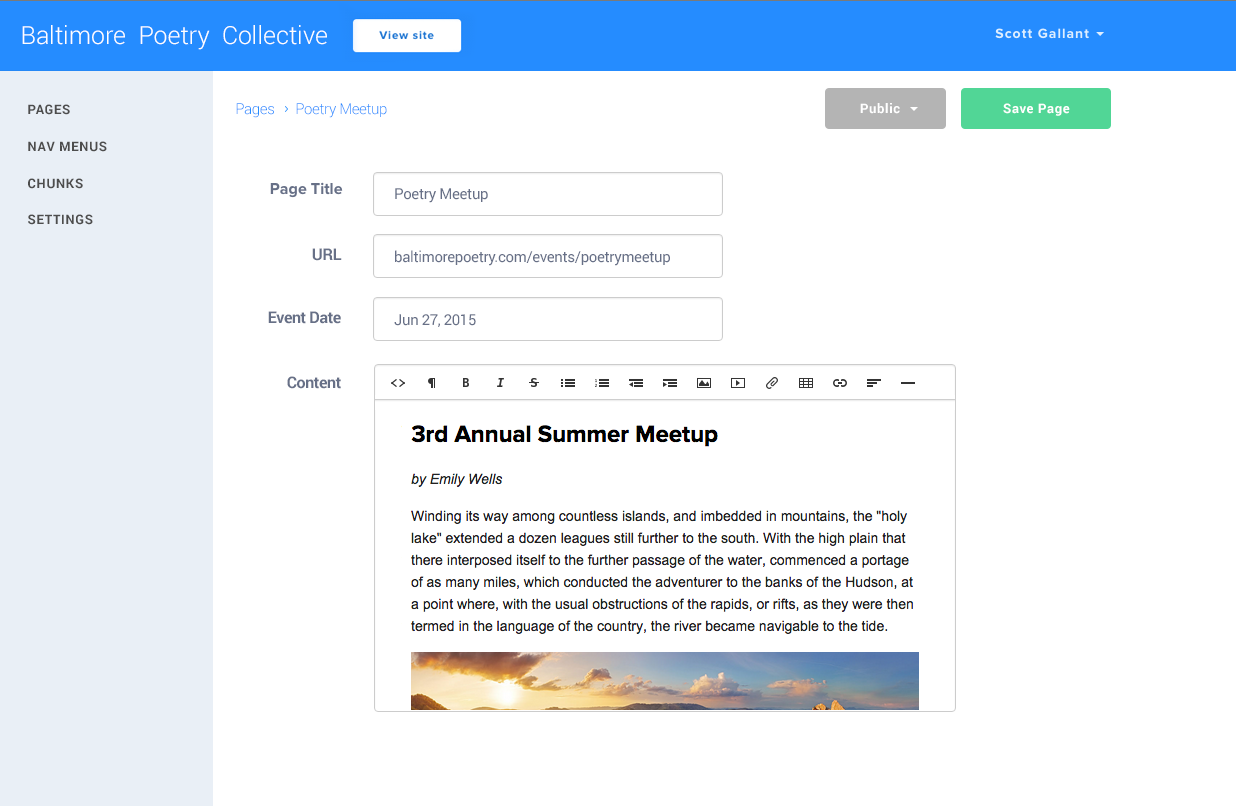 Baltimore Poetry Collective
View site
Scott Gallant
PAGES
NAV MENUS
CHUNKS
SETTINGS
Pages › Poetry Meetup
Public
Save Page
Page Title
Poetry Meetup
URL
baltimorepoetry.com/events/poetrymeetup
Event Date
Jun 27, 2015
Content
3rd Annual Summer Meetup
by Emily Wells
Winding its way among countless islands, and imbedded in mountains, the "holy
lake" extended a dozen leagues still further to the south. With the high plain that
there interposed itself to the further passage of the water, commenced a portage
of as many miles, which conducted the adventurer to the banks of the Hudson, at
a point where, with the usual obstructions of the rapids, or rifts, as they were then
termed in the language of the country, the river became navigable to the tide.